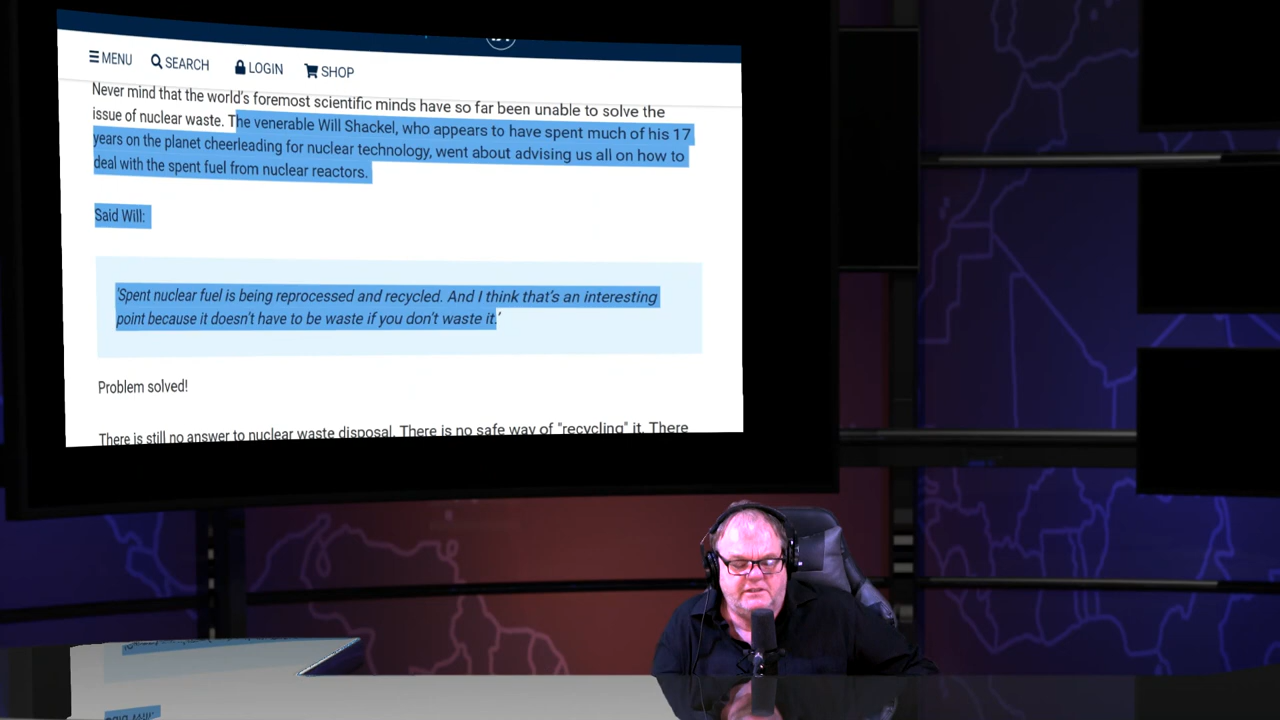 MENU SEARCH LOGIN SHOP
Never mind that the world's foremost scientific minds have so far been unable to solve the
issue of nuclear waste. The venerable Will Shackel, who appears to have spent much of his 17
years on the planet cheerleading for nuclear technology, went about advising us all on how to
deal with the spent fuel from nuclear reactors.
Said Will:
'Spent nuclear fuel is being reprocessed and recycled. And I think that's an interesting
point because it doesn't have to be waste if you don't waste it.'
Problem solved!
There is still no answer to nuclear waste disposal. There is no safe way of "recycling" it. There